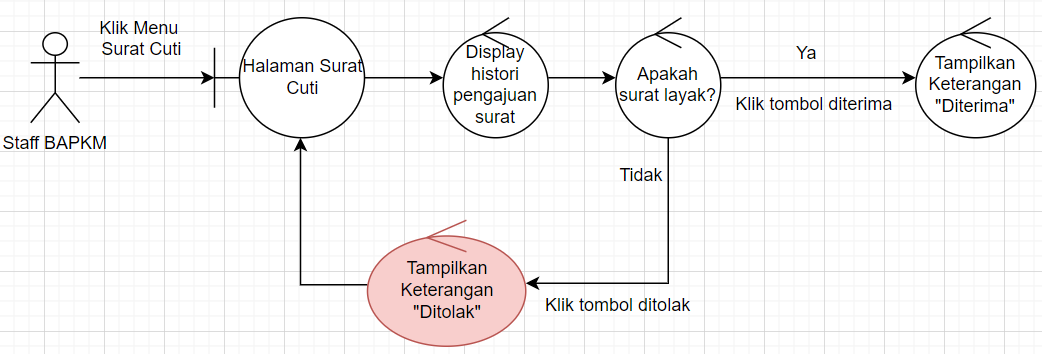 Klik Menu
Surat Cuti
Staff BAPKM
Halaman Surat
Cuti
Display
histori
pengajuan
surat
Apakah
surat layak?
Ya
Klik tombol diterima
Tampilkan
Keterangan
"Diterima"
Tidak
Klik tombol ditolak
Tampilkan
Keterangan
"Ditolak"